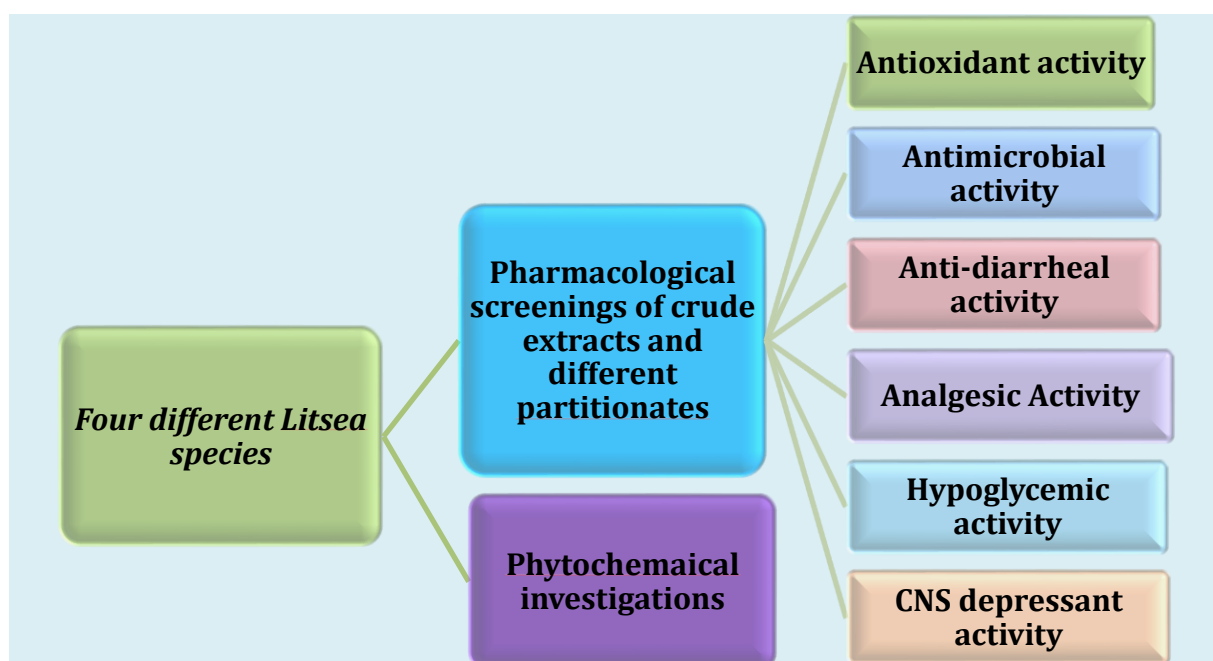 Four different Litsea
species
Pharmacological
screenings of crude
extracts and
different
partitionates
Phytochemaical
investigations
Antioxidant activity
Antimicrobial
activity
Anti-diarrheal
activity
Analgesic Activity
Hypoglycemic
activity
CNS depressant
activity